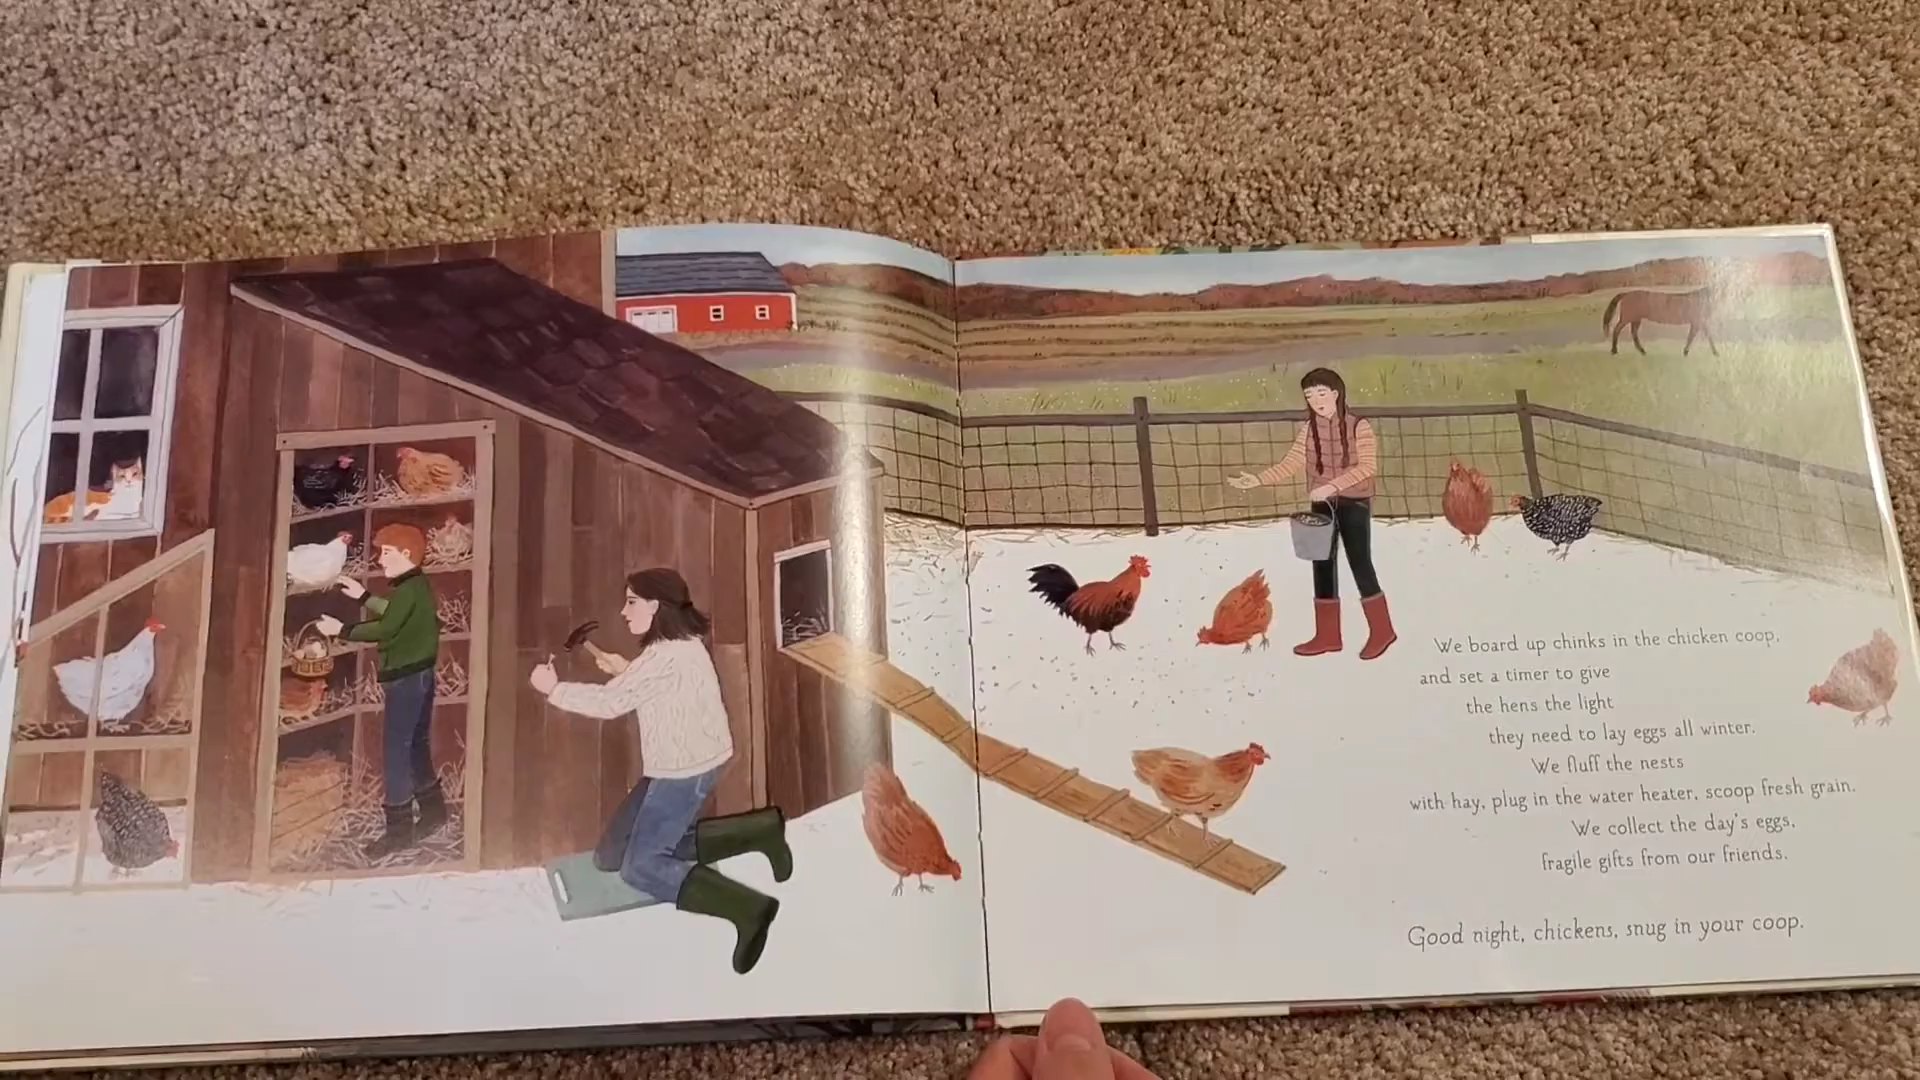 We board up chinks in the chicken coop,
and set a timer to give
the hens the light
they need to lay eggs all winter.
We fluff the nests
with hay, plug in the water heater, scoop fresh grain.
We collect the day's eggs,
fragile gifts from our friends.
Good night, chickens, snug in your coop.